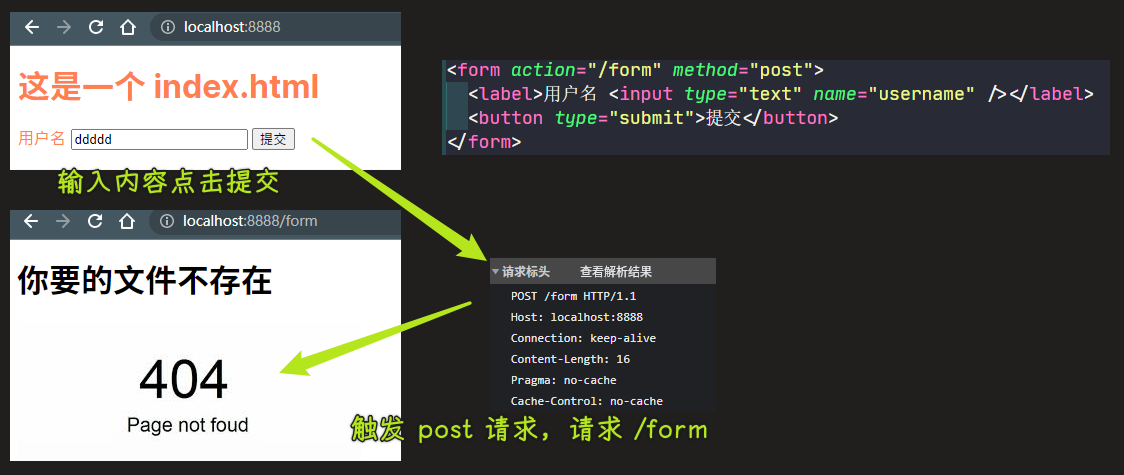 localhost:8888
这是一个 index.html
用户名 ddddd 提交
输入内容点击提交
<form action="/form" method="post">
<label>用户名 <input type="text" name="username" /></label>
<button type="submit">提交</button>
</form>
localhost:8888/form
你要的文件不存在
404
Page not foud
请求标头 查看解析结果
POST /form HTTP/1.1
Host: localhost:8888
Connection: keep-alive
Content-Length: 16
Pragma: no-cache
Cache-Control: no-cache
触发 post 请求，请求 /form